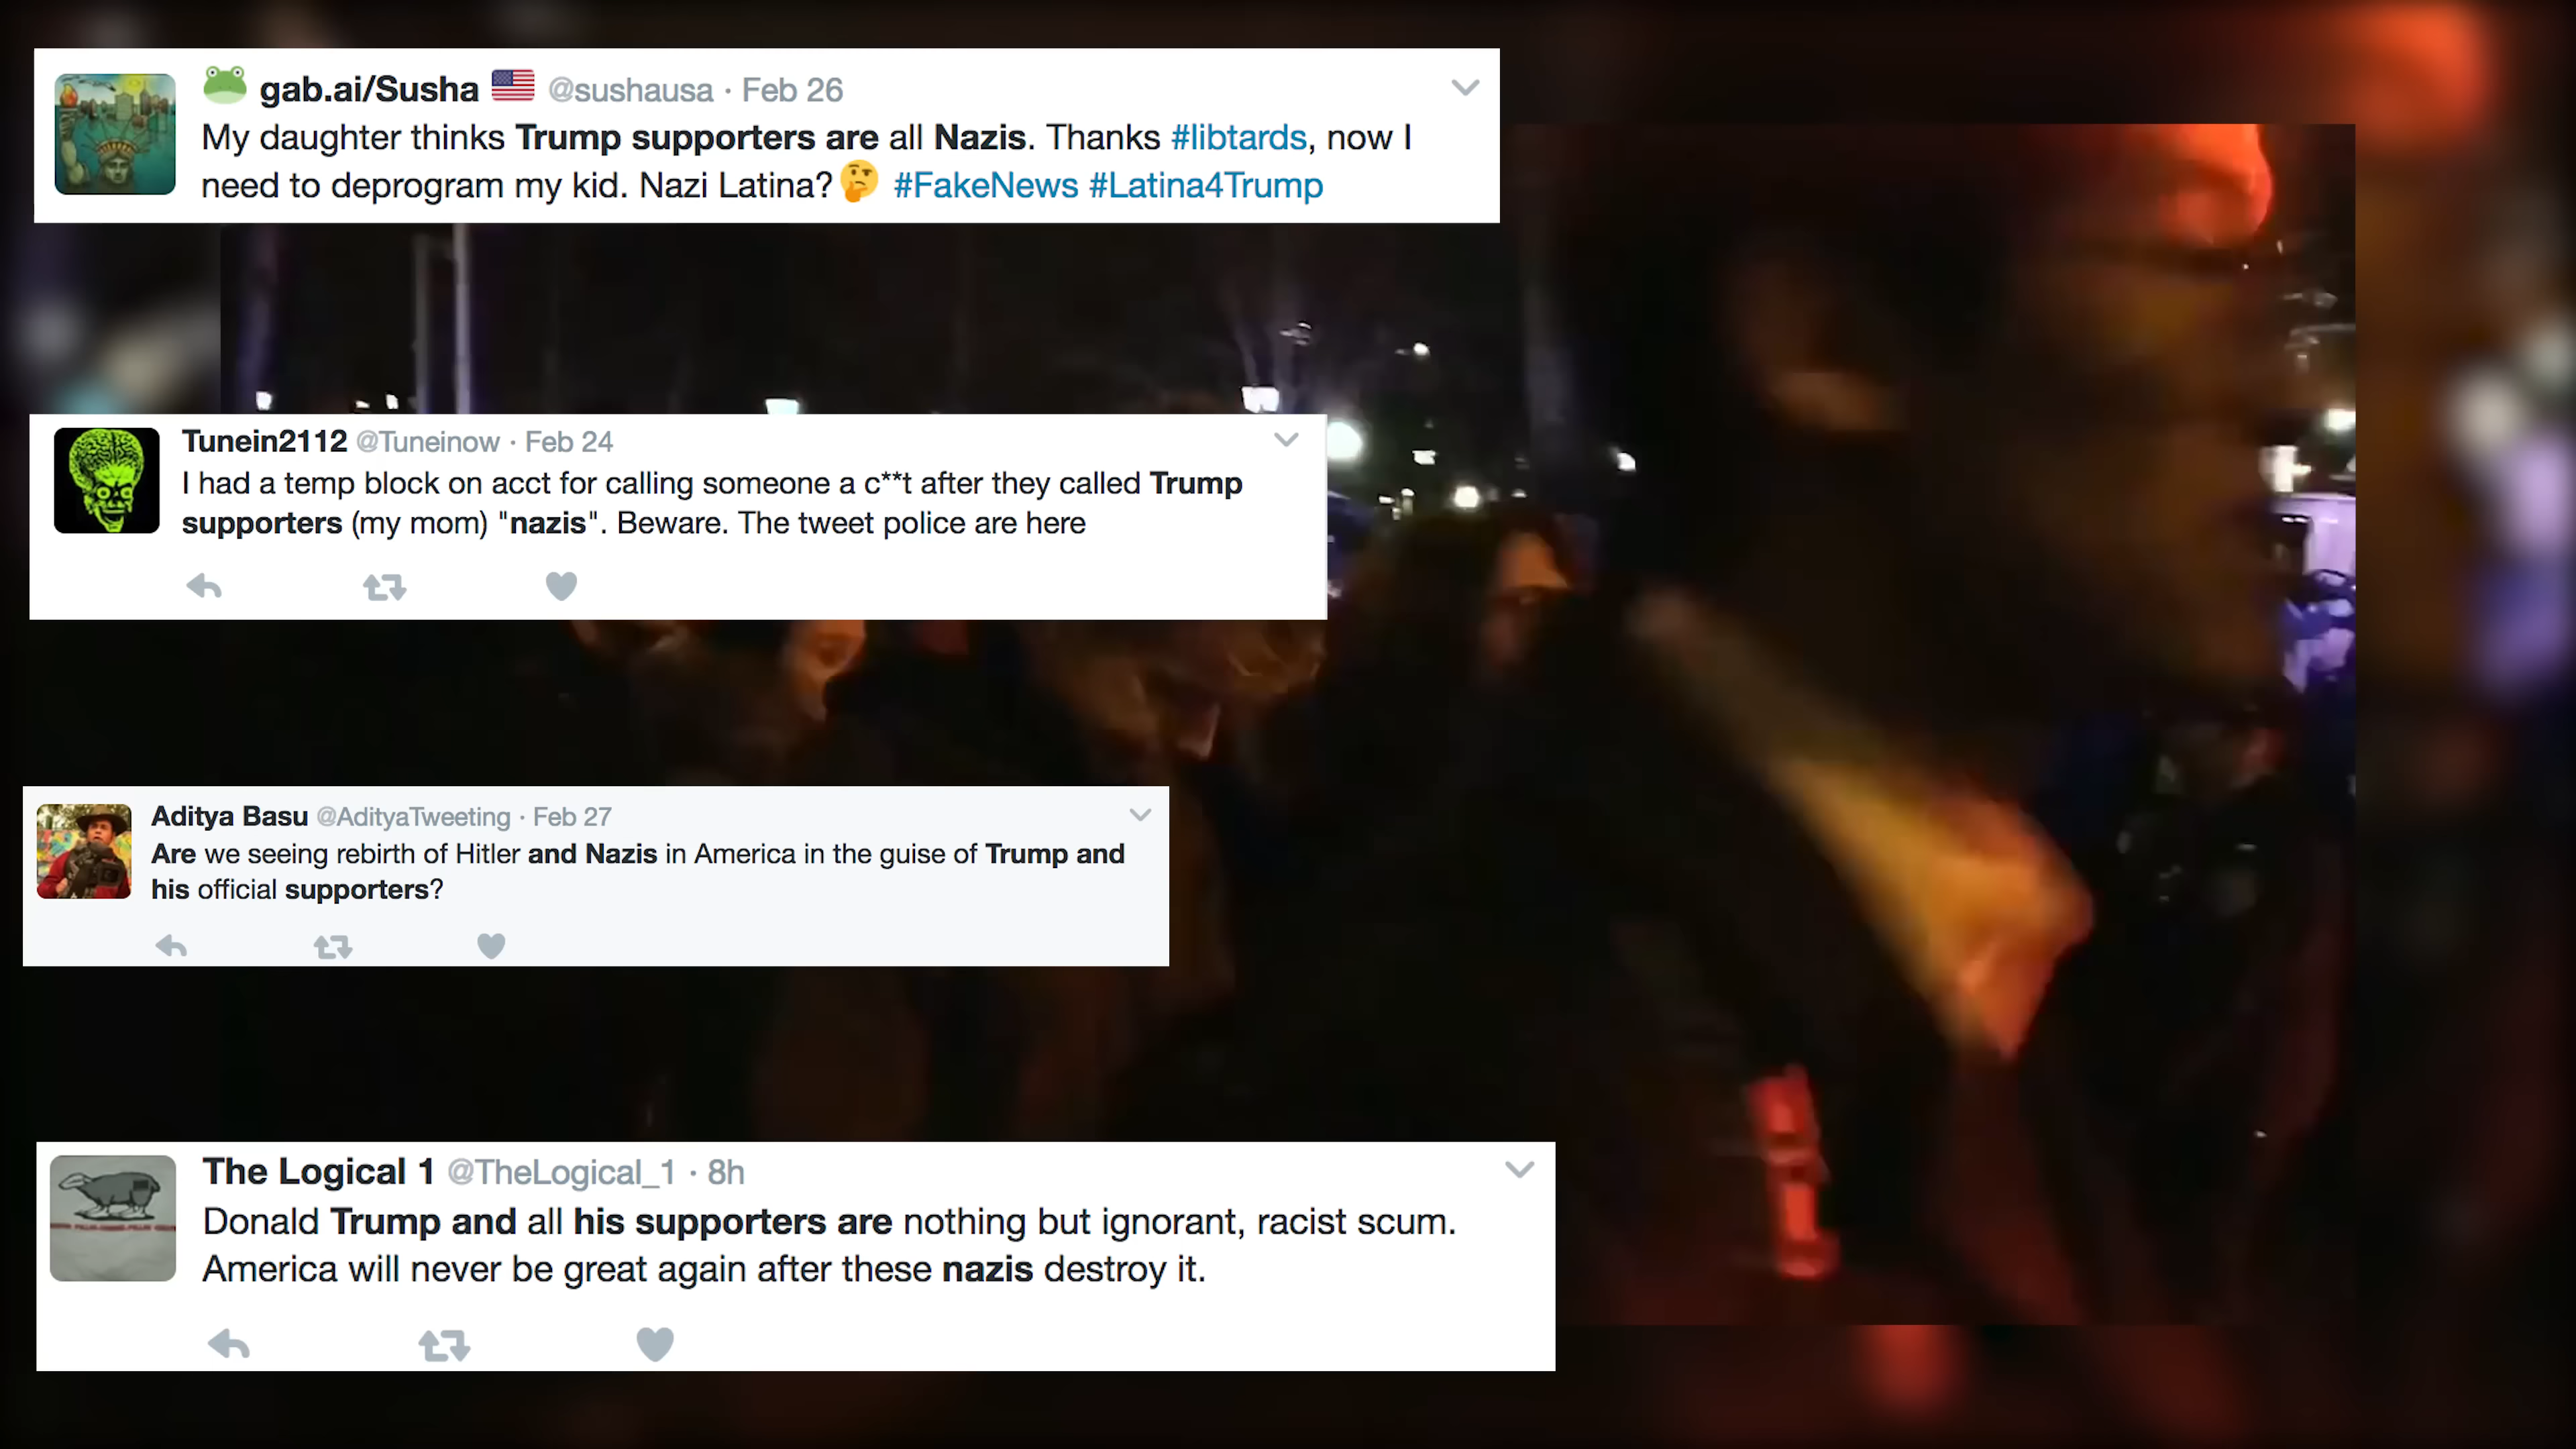 🐸 gab.ai/Susha 🇺🇸 @sushausa · Feb 26
My daughter thinks Trump supporters are all Nazis. Thanks #libtards, now I
need to deprogram my kid. Nazi Latina?🤔 #FakeNews #Latina4Trump
Tunein2112 @Tuneinow · Feb 24
I had a temp block on acct for calling someone a c**t after they called Trump
supporters (my mom) "nazis". Beware. The tweet police are here
Aditya Basu @AdityaTweeting · Feb 27
Are we seeing rebirth of Hitler and Nazis in America in the guise of Trump and
his official supporters?
The Logical 1 @TheLogical_1 · 8h
Donald Trump and all his supporters are nothing but ignorant, racist scum.
America will never be great again after these nazis destroy it.